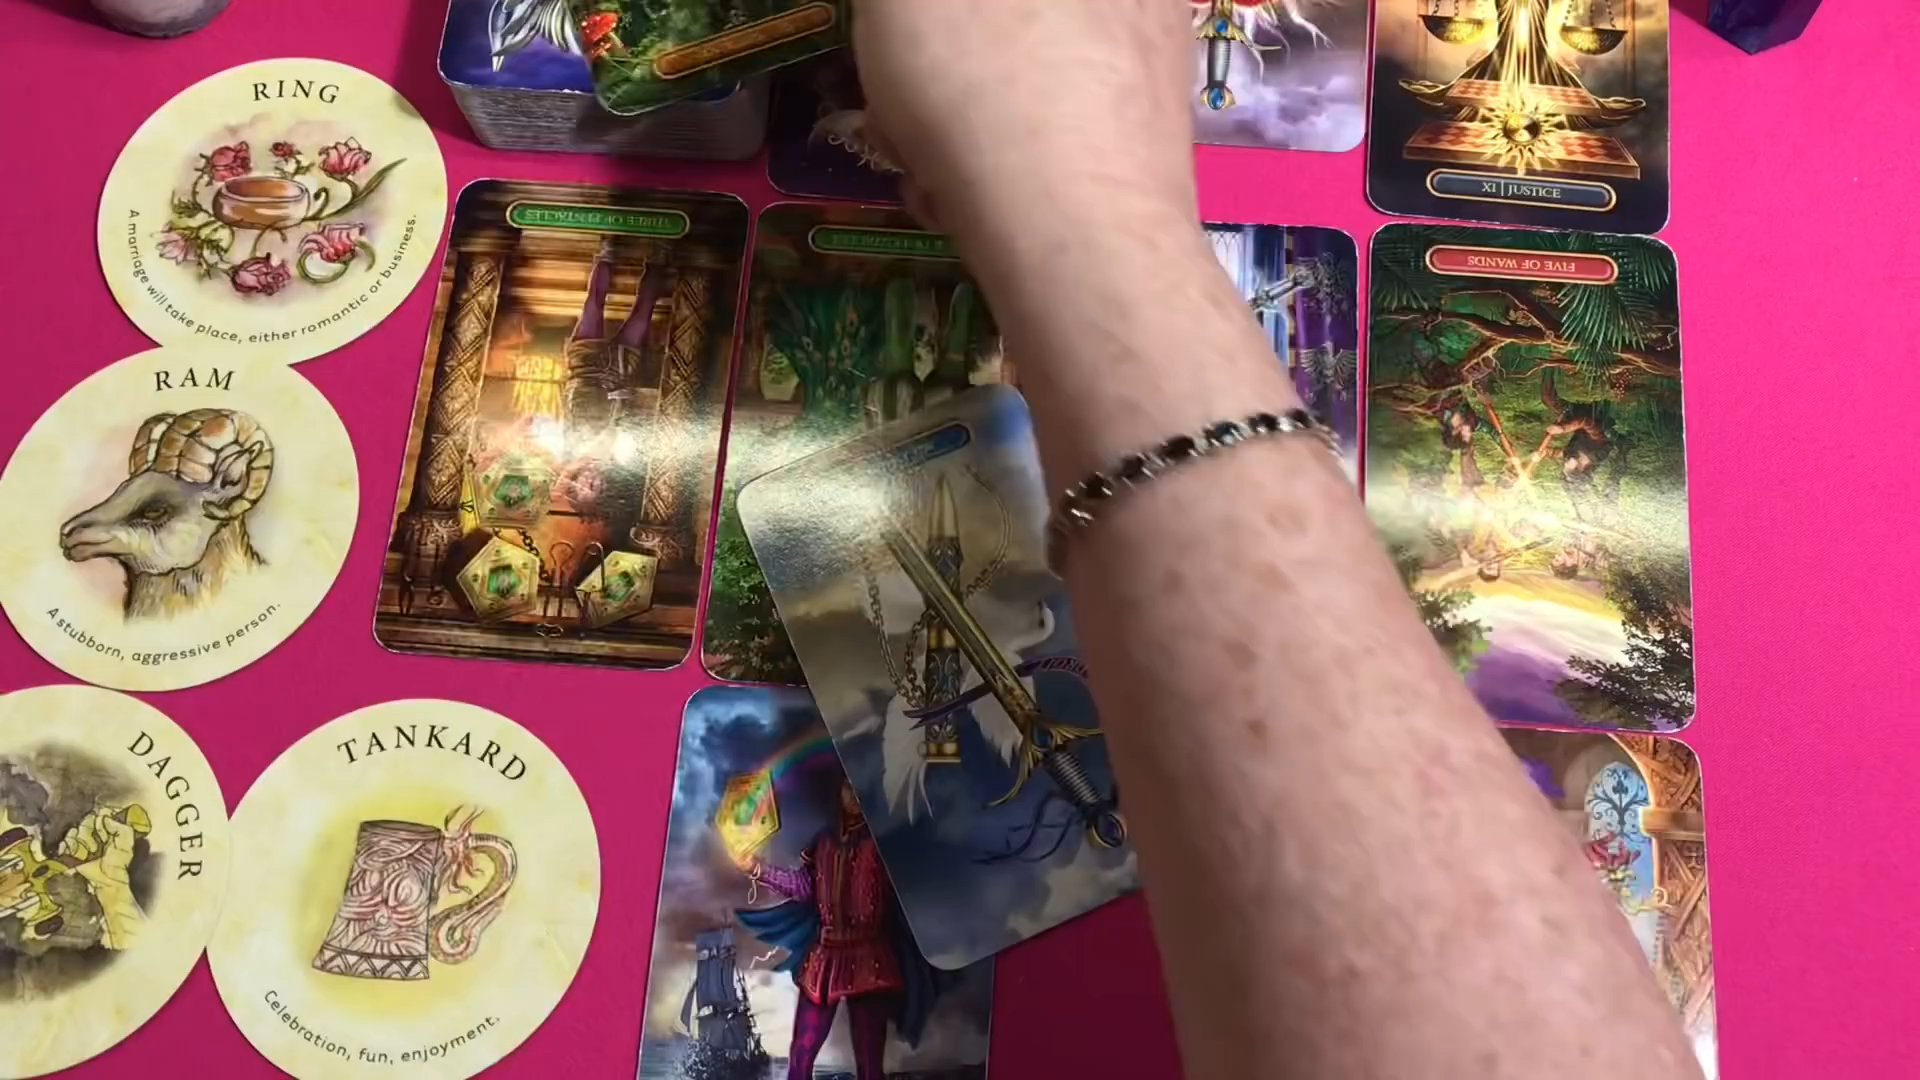 RING
A marriage will take place, either romantic or business.
XI | JUSTICE
THREE OF PENTACLES
FIVE OF WANDS
RAM
A stubborn, aggressive person.
DAGGER
TANKARD
Celebration, fun, enjoyment.